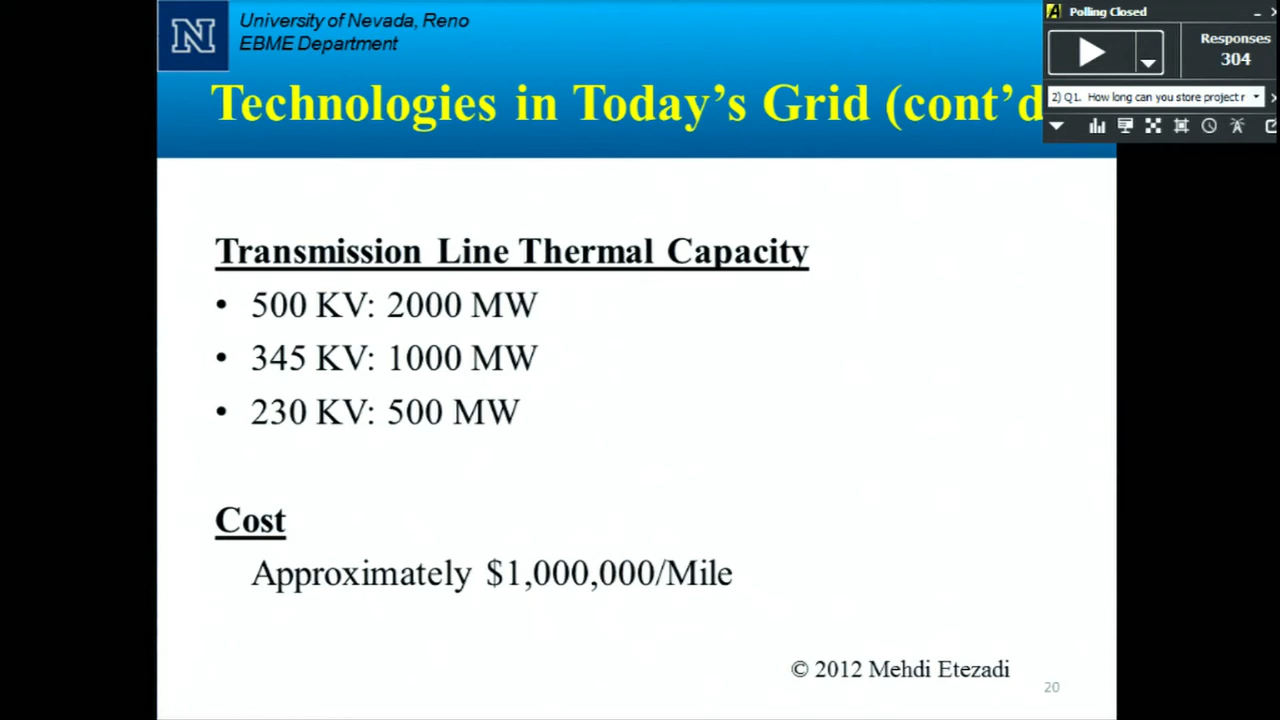 University of Nevada, Reno
EBME Department
N
Technologies in Today's Grid (cont'd
Polling Closed
Responses
304
2) Q1. How long can you store project r
Transmission Line Thermal Capacity
• 500 KV: 2000 MW
• 345 KV: 1000 MW
• 230 KV: 500 MW
Cost
Approximately $1,000,000/Mile
© 2012 Mehdi Etezadi
20